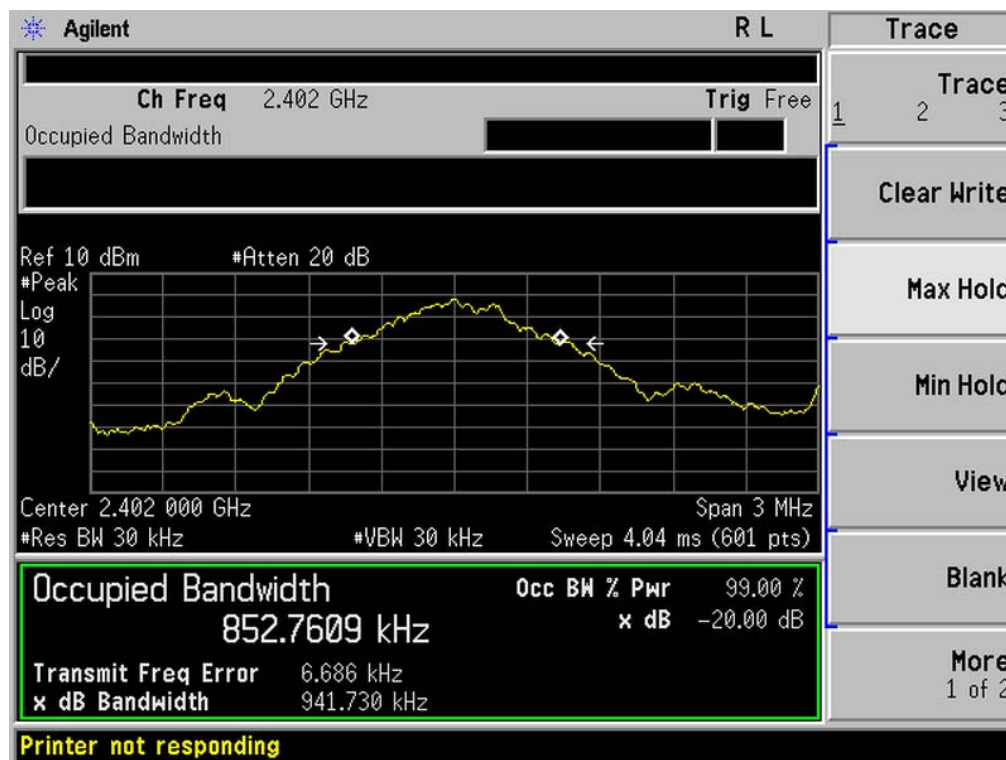 Agilent R L Trace
Ch Freq 2.402 GHz Trig Free
Occupied Bandwidth
Trace
1 2 3
Clear Write
Max Hold
Min Hold
View
Blank
More
1 of 2
Ref 10 dBm #Atten 20 dB
#Peak
Log
10
dB/
Center 2.402 000 GHz Span 3 MHz
#Res BW 30 kHz #VBW 30 kHz Sweep 4.04 ms (601 pts)
Occupied Bandwidth Occ BW % Pwr 99.00 %
852.7609 kHz x dB -20.00 dB
Transmit Freq Error 6.686 kHz
x dB Bandwidth 941.730 kHz
Printer not responding